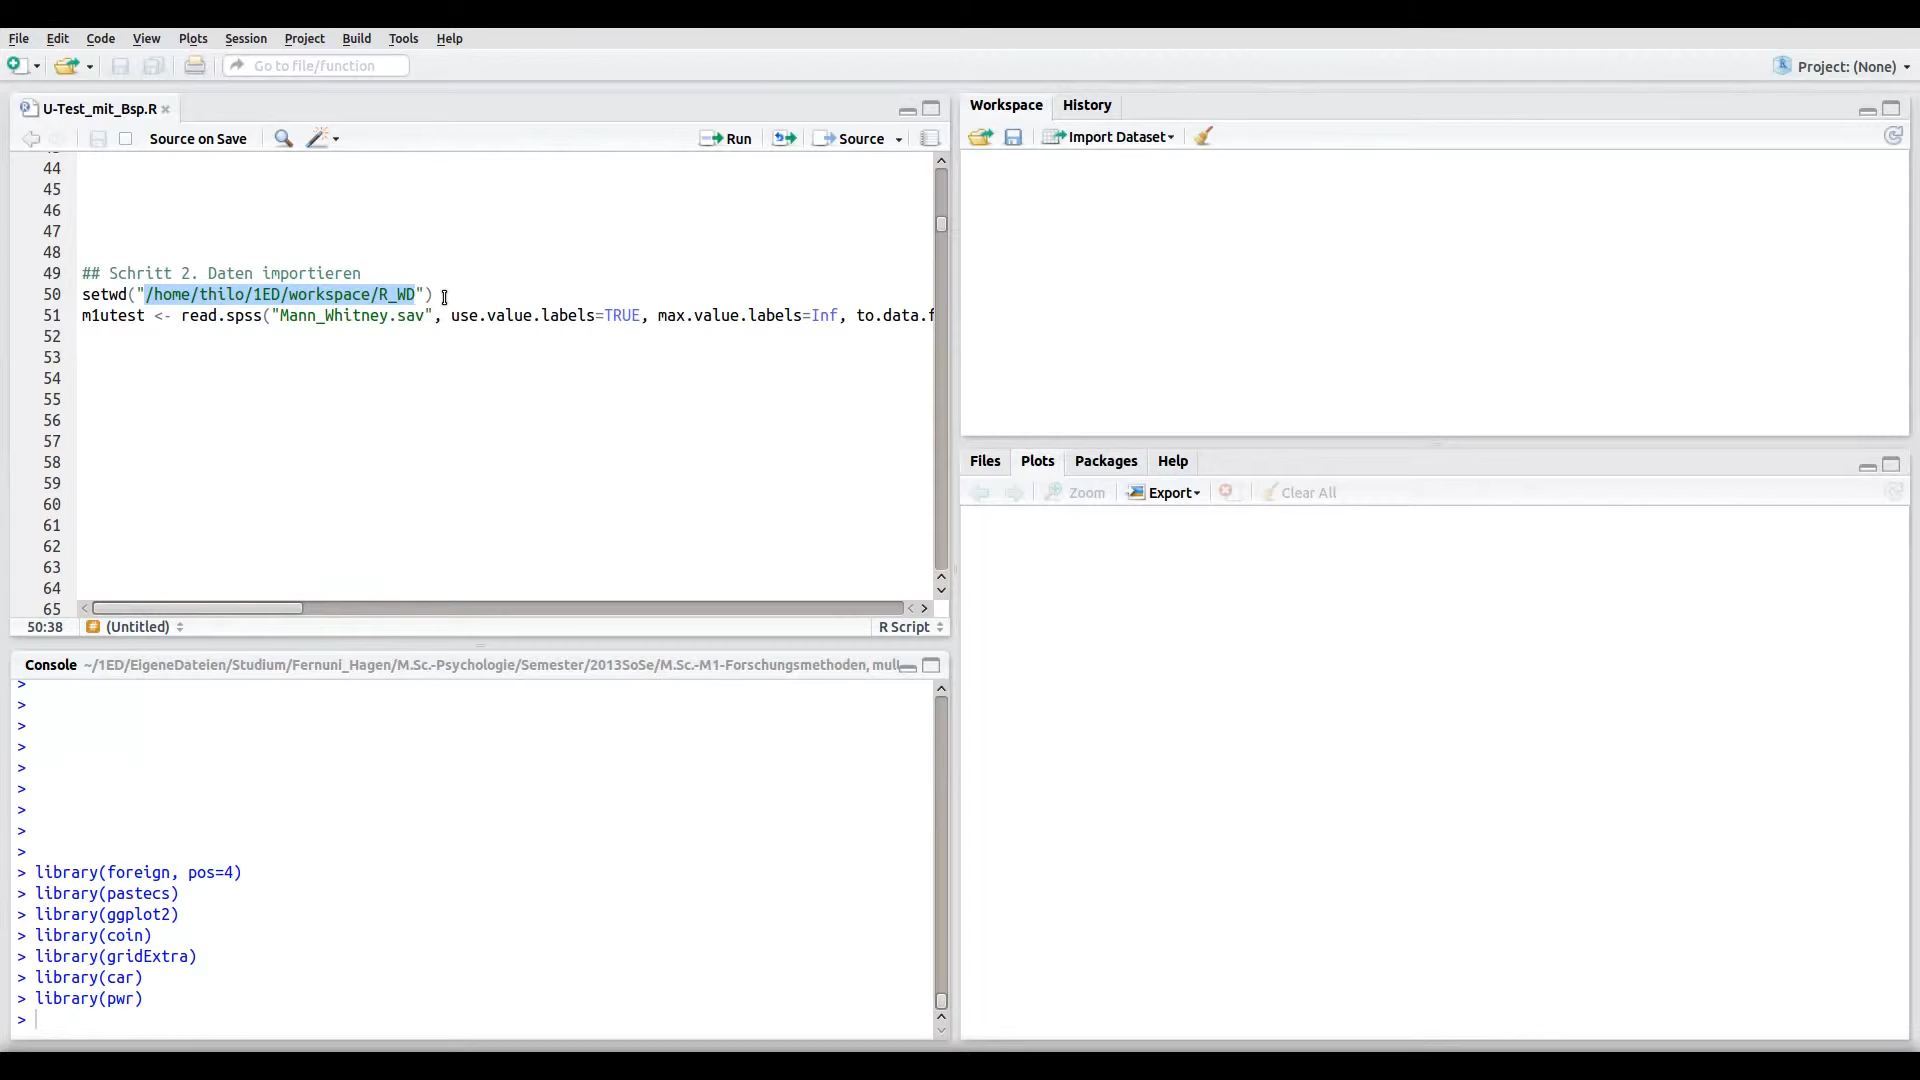 File Edit Code View Plots Session Project Build Tools Help
Go to file/function
Project: (None)
U-Test_mit_Bsp.R
Source on Save
Run
Source
44
45
46
47
48
49 ## Schritt 2. Daten importieren
50 setwd("/home/thilo/1ED/workspace/R_WD")
51 m1utest <- read.spss("Mann_Whitney.sav", use.value.labels=TRUE, max.value.labels=Inf, to.data.f
52
53
54
55
56
57
58
59
60
61
62
63
64
65
50:38 (Untitled) R Script
Console ~/1ED/EigeneDateien/Studium/Fernuni_Hagen/M.Sc.-Psychologie/Semester/2013SoSe/M.Sc.-M1-Forschungsmethoden, mul
>
>
>
>
>
>
>
>
>
> library(foreign, pos=4)
> library(pastecs)
> library(ggplot2)
> library(coin)
> library(gridExtra)
> library(car)
> library(pwr)
>
Workspace History
Import Dataset
Files Plots Packages Help
Zoom Export Clear All